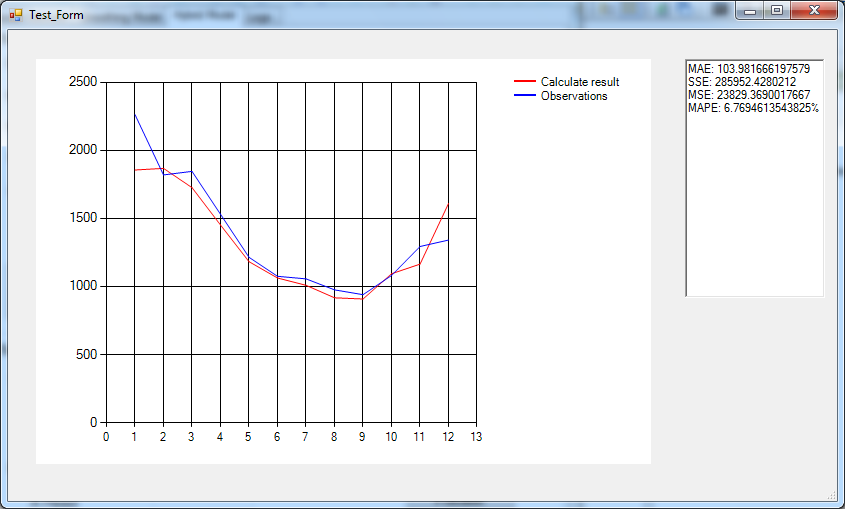 Test_Form
2500
2000
1500
1000
500
0
0 1 2 3 4 5 6 7 8 9 10 11 12 13
Calculate result
Observations
MAE: 103.981666197579
SSE: 285952.4280212
MSE: 23829.3690017667
MAPE: 6.7694613543825%